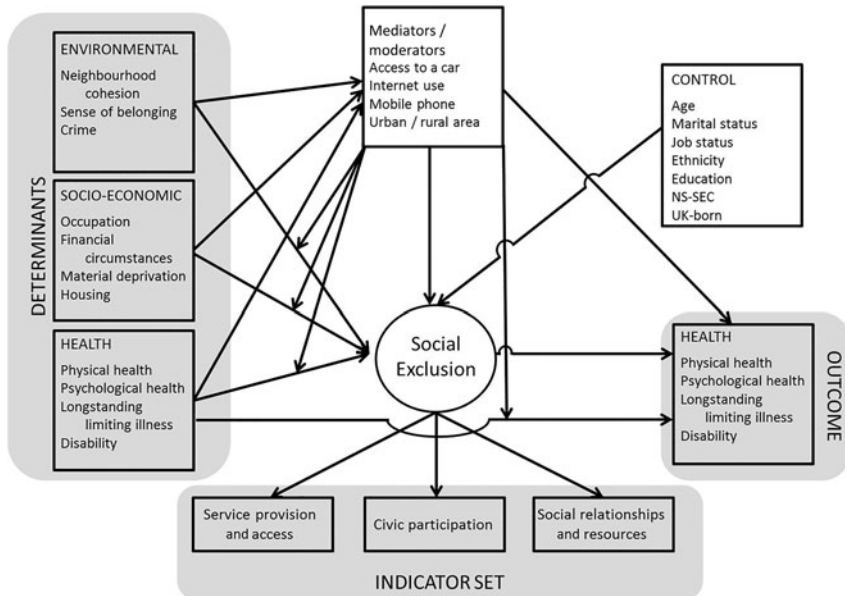 DETERMINANTS
ENVIRONMENTAL
Neighbourhood
cohesion
Sense of belonging
Crime
SOCIO-ECONOMIC
Occupation
Financial
circumstances
Material deprivation
Housing
HEALTH
Physical health
Psychological health
Longstanding
limiting illness
Disability
Mediators /
moderators
Access to a car
Internet use
Mobile phone
Urban / rural area
CONTROL
Age
Marital status
Job status
Ethnicity
Education
NS-SEC
UK-born
Social
Exclusion
HEALTH
Physical health
Psychological health
Longstanding
limiting illness
Disability
OUTCOME
Service provision
and access
Civic participation
Social relationships
and resources
INDICATOR SET